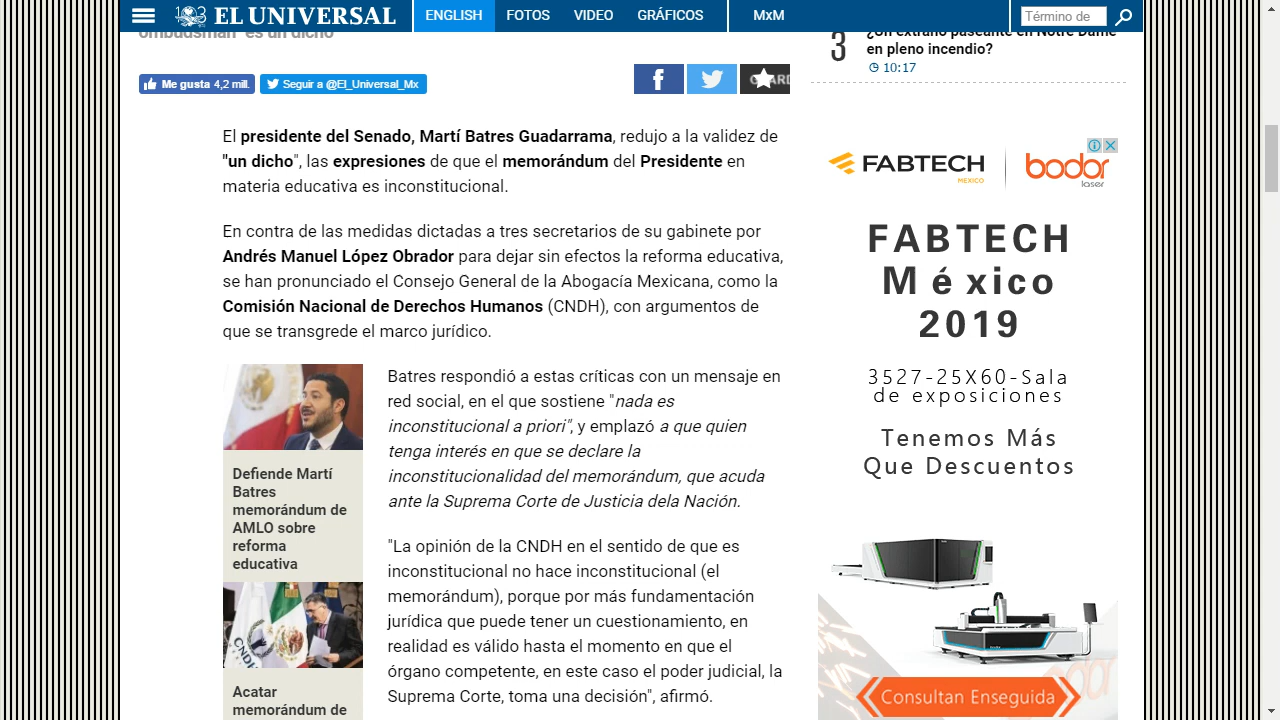 EL UNIVERSAL
ENGLISH
FOTOS
VIDEO
GRÁFICOS
MxM
Término de
ombudsman "es un dicho"
Me gusta 4,2 mil.
Seguir a @El_Universal_Mx
El presidente del Senado, Martí Batres Guadarrama, redujo a la validez de
"un dicho", las expresiones de que el memorándum del Presidente en
materia educativa es inconstitucional.
En contra de las medidas dictadas a tres secretarios de su gabinete por
Andrés Manuel López Obrador para dejar sin efectos la reforma educativa,
se han pronunciado el Consejo General de la Abogacía Mexicana, como la
Comisión Nacional de Derechos Humanos (CNDH), con argumentos de
que se transgrede el marco jurídico.
Defiende Martí
Batres
memorándum de
AMLO sobre
reforma
educativa
CNDH
Acatar
memorándum de
Batres respondió a estas críticas con un mensaje en
red social, en el que sostiene "nada es
inconstitucional a priori", y emplazó a que quien
tenga interés en que se declare la
inconstitucionalidad del memorándum, que acuda
ante la Suprema Corte de Justicia dela Nación.
"La opinión de la CNDH en el sentido de que es
inconstitucional no hace inconstitucional (el
memorándum), porque por más fundamentación
jurídica que puede tener un cuestionamiento, en
realidad es válido hasta el momento en que el
órgano competente, en este caso el poder judicial, la
Suprema Corte, toma una decisión", afirmó.
3
¿Un extraño paseante en Notre Dame
en pleno incendio?
10:17
FABTECH
MEXICO
bodor
laser
FABTECH
México
2019
3527-25X60-Sala
de exposiciones
Tenemos Más
Que Descuentos
Consultan Enseguida